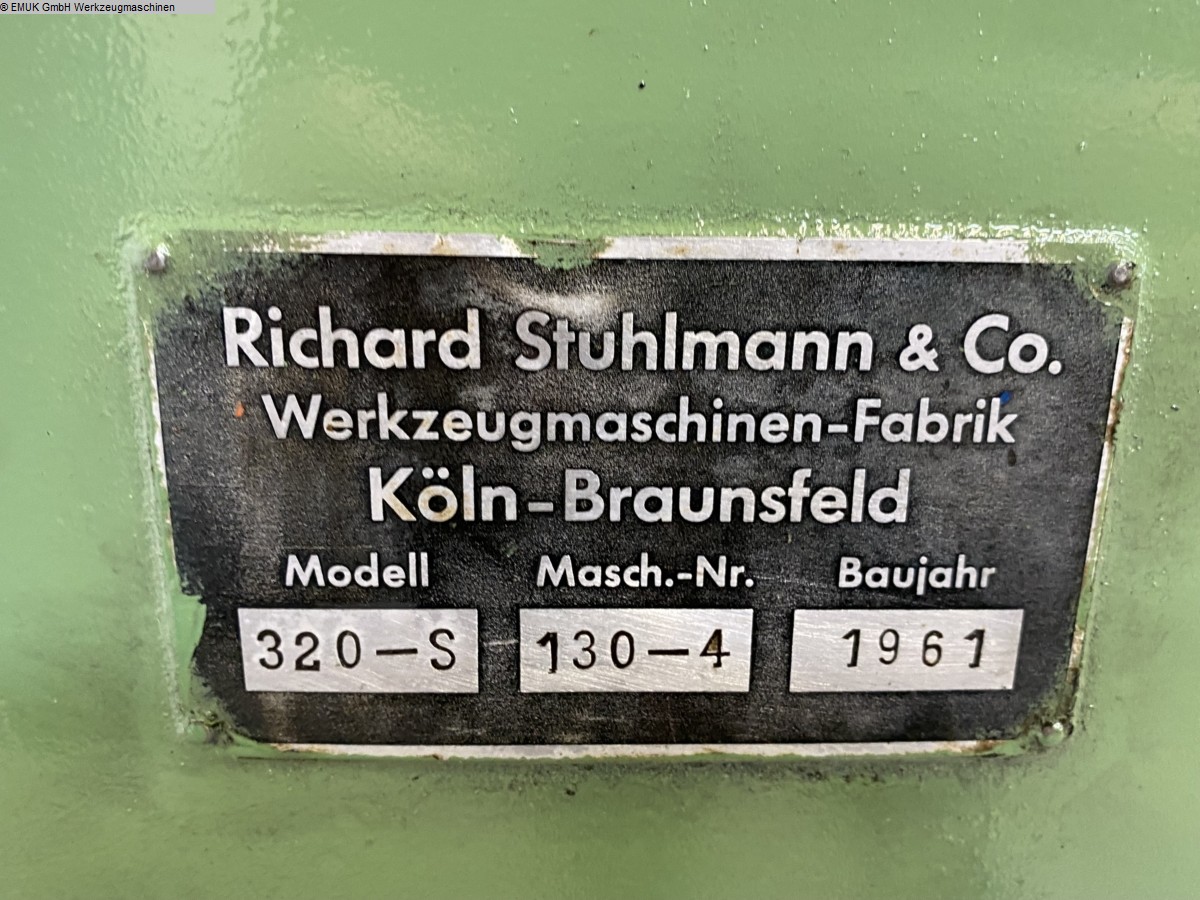 © EMUK GmbH Werkzeugmaschinen
Richard Stuhlmann & Co.
Werkzeugmaschinen-Fabrik
Köln-Braunsfeld
Modell Masch.-Nr. Baujahr
320-S 130-4 1961